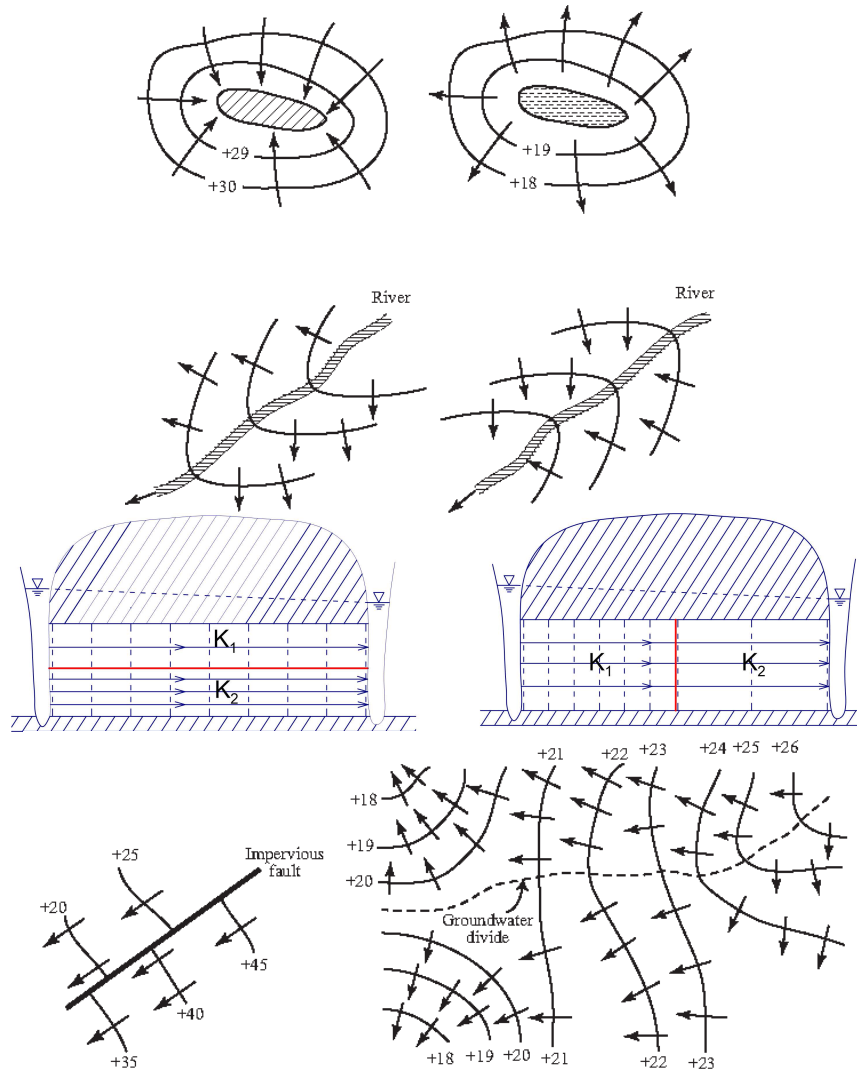 +29
+30
+19
+18
River
River
K1
K2
K1
K2
+21 +22 +23 +24 +25 +26
+18
+19
+20
Groundwater
divide
+18 +19 +20 +21 +22 +23
Impervious
fault
+25
+20
+45
+40
+35